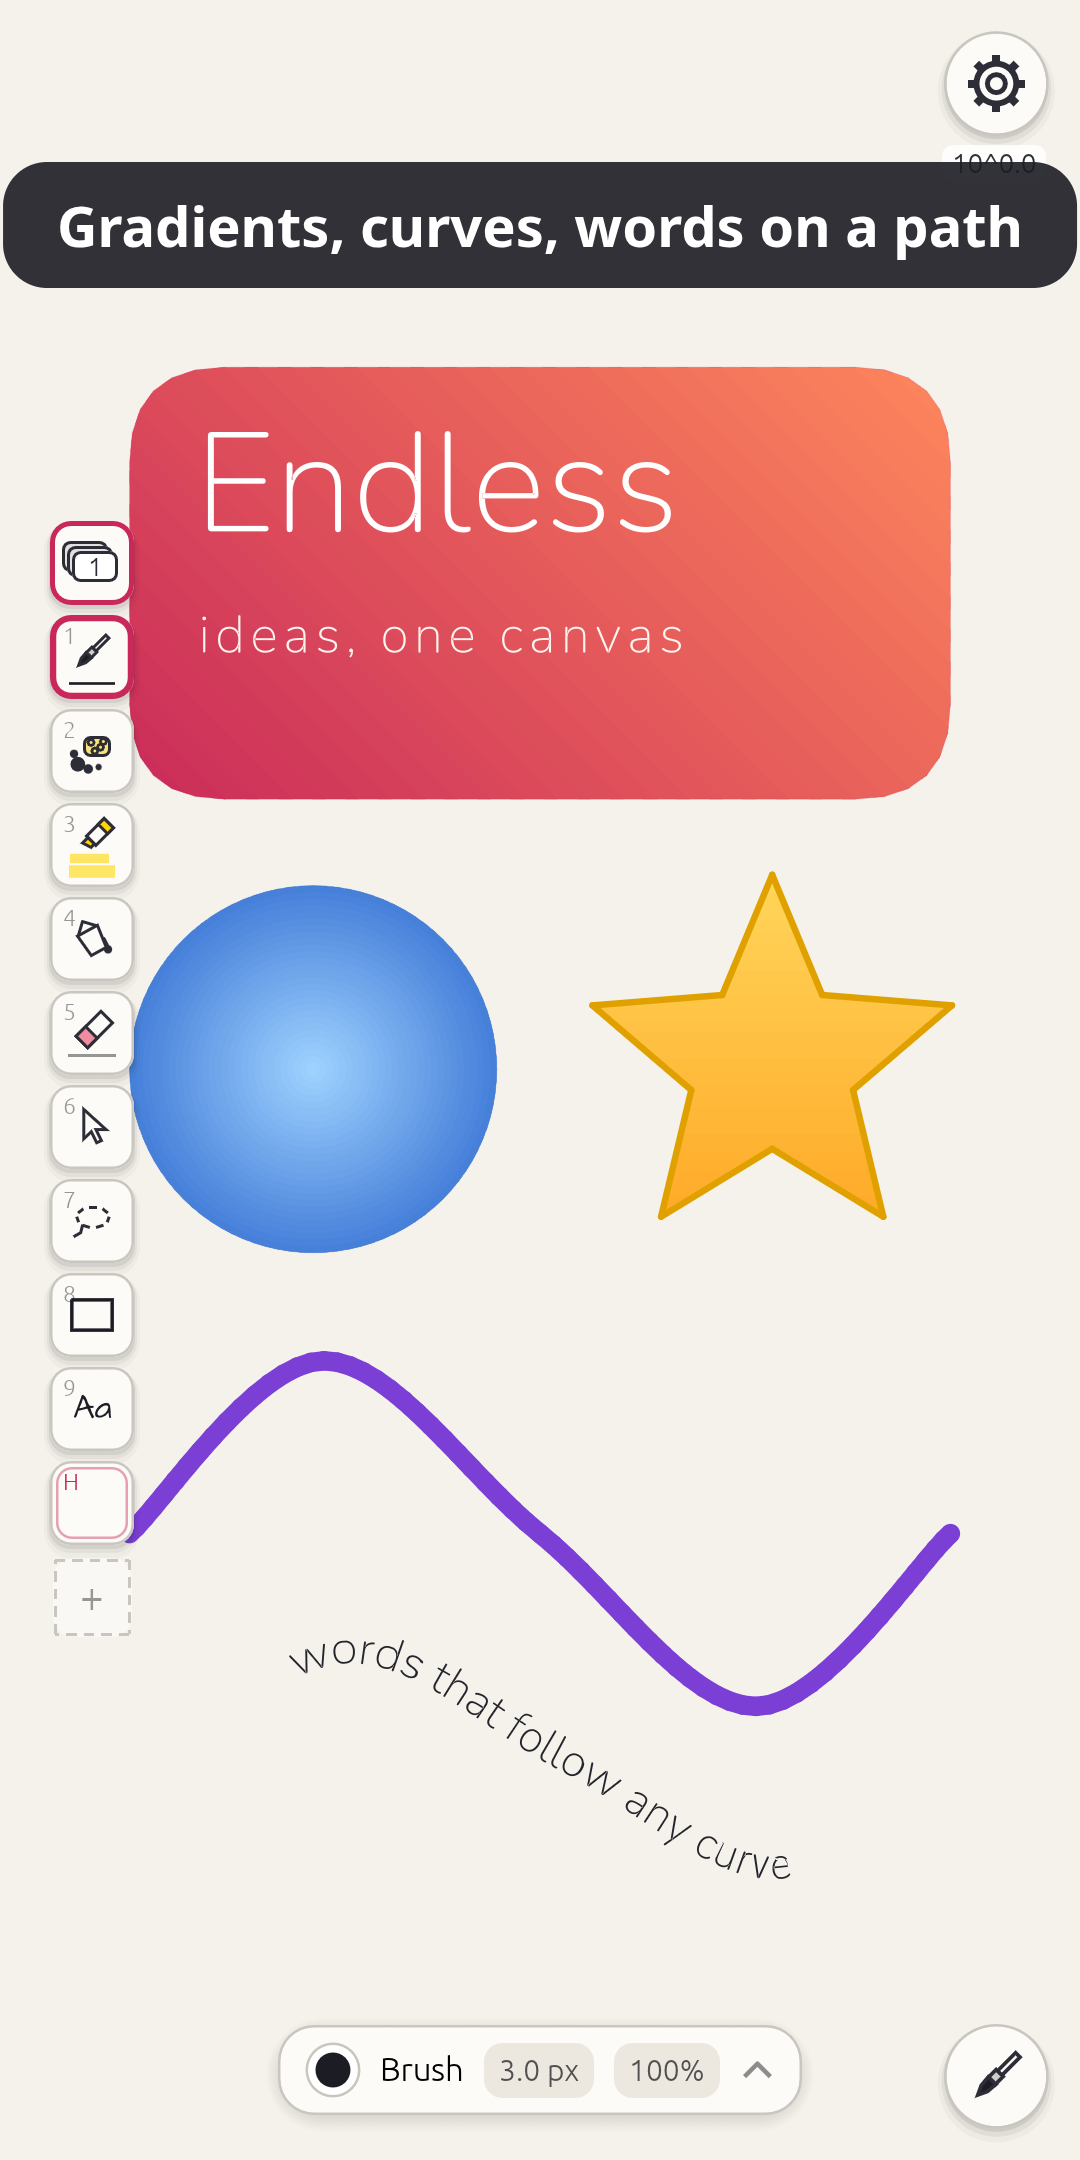 10^0.0
Gradients, curves, words on a path
Endless
ideas, one canvas
1
1
2
3
4
5
6
7
8
9
Aa
H
+
words that follow any curve
Brush
3.0 px
100%